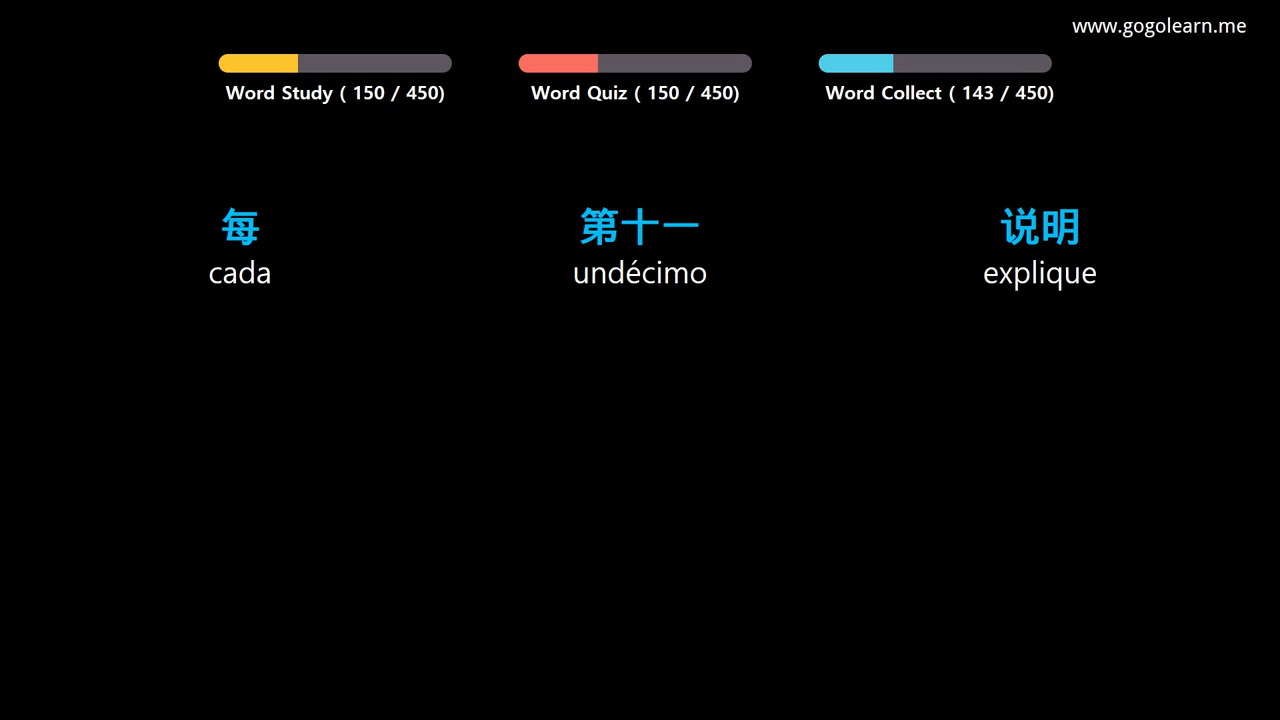 www.gogolearn.me
Word Study ( 150 / 450)
Word Quiz ( 150 / 450)
Word Collect ( 143 / 450)
每
cada
第十一
undécimo
说明
explique